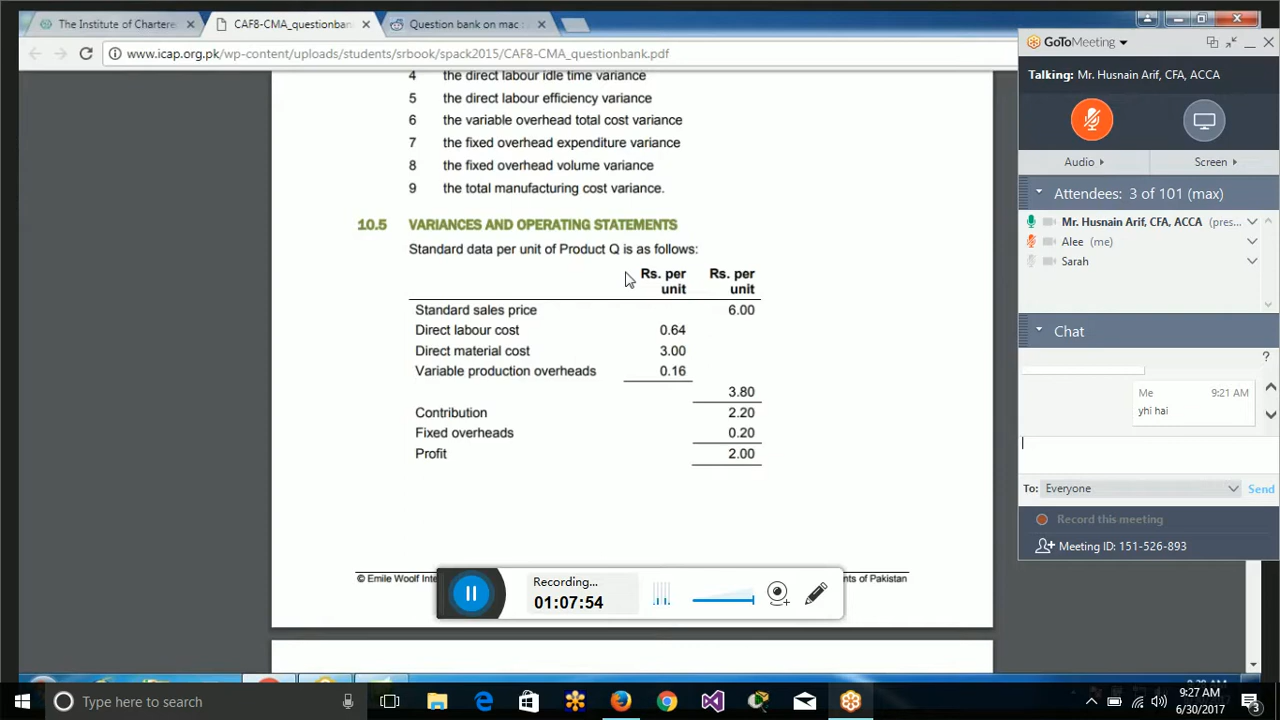 The Institute of Charter
CAF8-CMA_questionban
Question bank on mac :
www.icap.org.pk/wp-content/uploads/students/srbook/spack2015/CAF8-CMA_questionbank.pdf
4 the direct labour idle time variance
5 the direct labour efficiency variance
6 the variable overhead total cost variance
7 the fixed overhead expenditure variance
8 the fixed overhead volume variance
9 the total manufacturing cost variance.
10.5 VARIANCES AND OPERATING STATEMENTS
Standard data per unit of Product Q is as follows:
Rs. per unit Rs. per unit
Standard sales price 6.00
Direct labour cost 0.64
Direct material cost 3.00
Variable production overheads 0.16
3.80
Contribution 2.20
Fixed overheads 0.20
Profit 2.00
© Emile Woolf Inte
nts of Pakistan
Recording...
01:07:54
GoToMeeting
Talking: Mr. Husnain Arif, CFA, ACCA
Audio
Screen
Attendees: 3 of 101 (max)
Mr. Husnain Arif, CFA, ACCA (pres...
Alee (me)
Sarah
Chat
?
Me 9:21 AM
yhi hai
To: Everyone
Send
Record this meeting
Meeting ID: 151-526-893
Type here to search
9:27 AM
6/30/2017
3